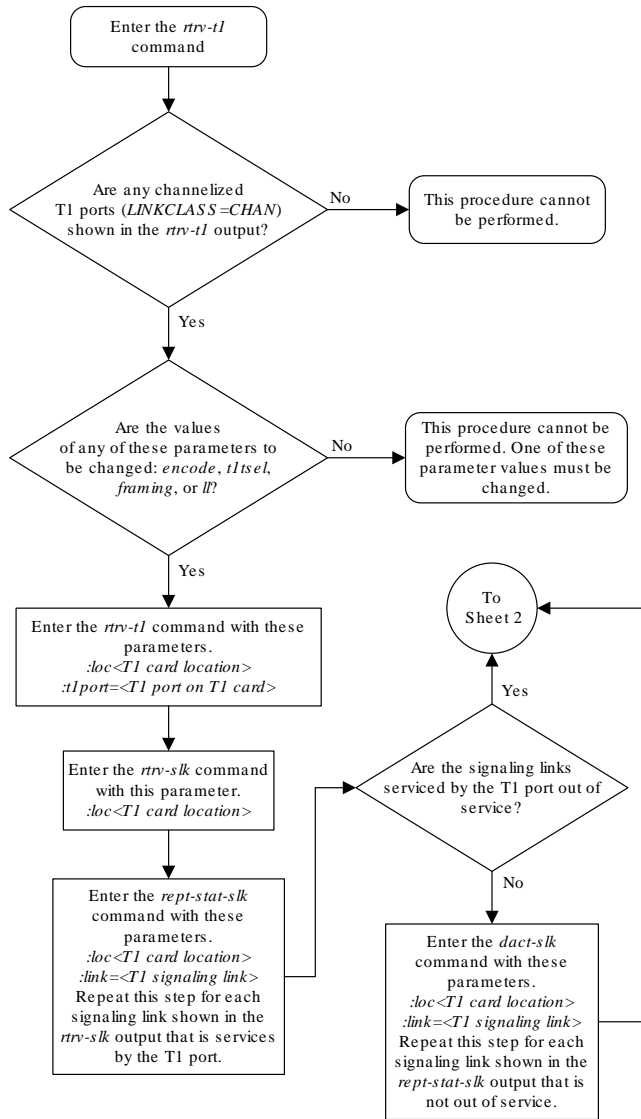 Enter the rtrv-t1
command
Are any channelized
T1 ports (LINKCLASS=CHAN)
shown in the rtrv-t1 output?
No
This procedure cannot
be performed.
Yes
Are the values
of any of these parameters to
be changed: encode, t1tsel,
framing, or ll?
No
This procedure cannot be
performed. One of these
parameter values must be
changed.
Yes
Enter the rtrv-t1 command with these
parameters.
:loc<T1 card location>
:t1port=<T1 port on T1 card>
Enter the rtrv-slk command
with this parameter.
:loc<T1 card location>
Enter the rept-stat-slk
command with these
parameters.
:loc<T1 card location>
:link=<T1 signaling link>
Repeat this step for each
signaling link shown in the
rtrv-slk output that is services
by the T1 port.
Are the signaling links
serviced by the T1 port out of
service?
Yes
To
Sheet 2
No
Enter the dact-slk
command with these
parameters.
:loc<T1 card location>
:link=<T1 signaling link>
Repeat this step for each
signaling link shown in the
rept-stat-slk output that is
not out of service.